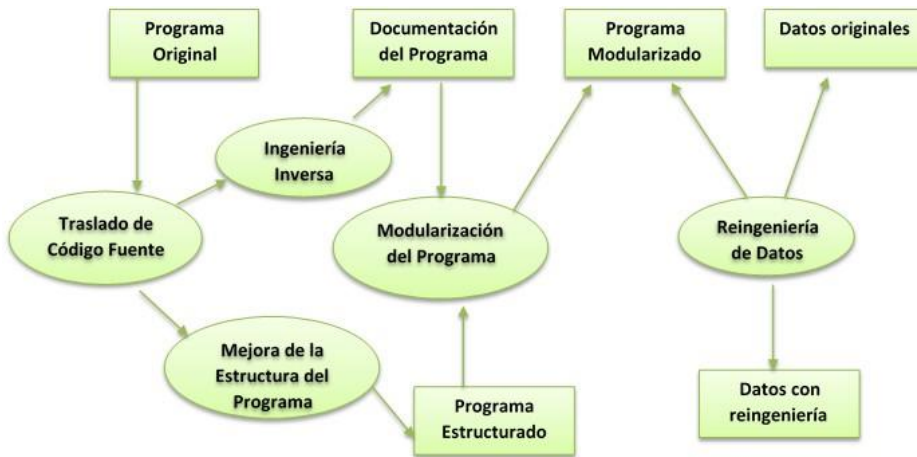 Programa
Original
Documentación
del Programa
Programa
Modularizado
Datos originales
Ingeniería
Inversa
Traslado de
Código Fuente
Modularización
del Programa
Reingeniería
de Datos
Mejora de la
Estructura del
Programa
Programa
Estructurado
Datos con
reingeniería